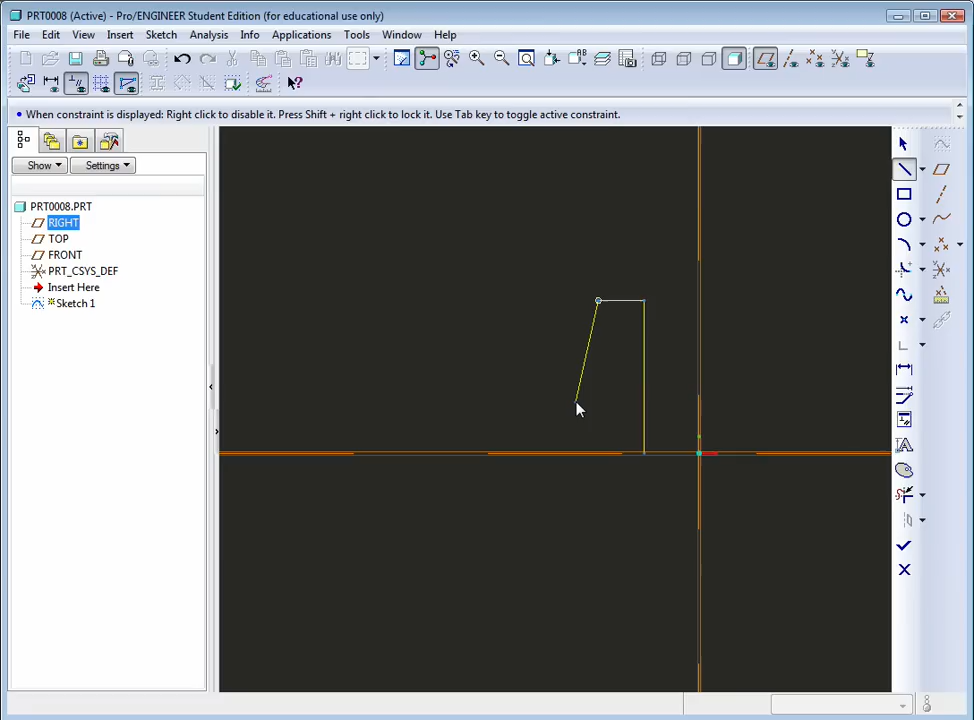 PRT0008 (Active) - Pro/ENGINEER Student Edition (for educational use only)
File Edit View Insert Sketch Analysis Info Applications Tools Window Help
• When constraint is displayed: Right click to disable it. Press Shift + right click to lock it. Use Tab key to toggle active constraint.
Show Settings
PRT0008.PRT
RIGHT
TOP
FRONT
PRT_CSYS_DEF
Insert Here
Sketch 1